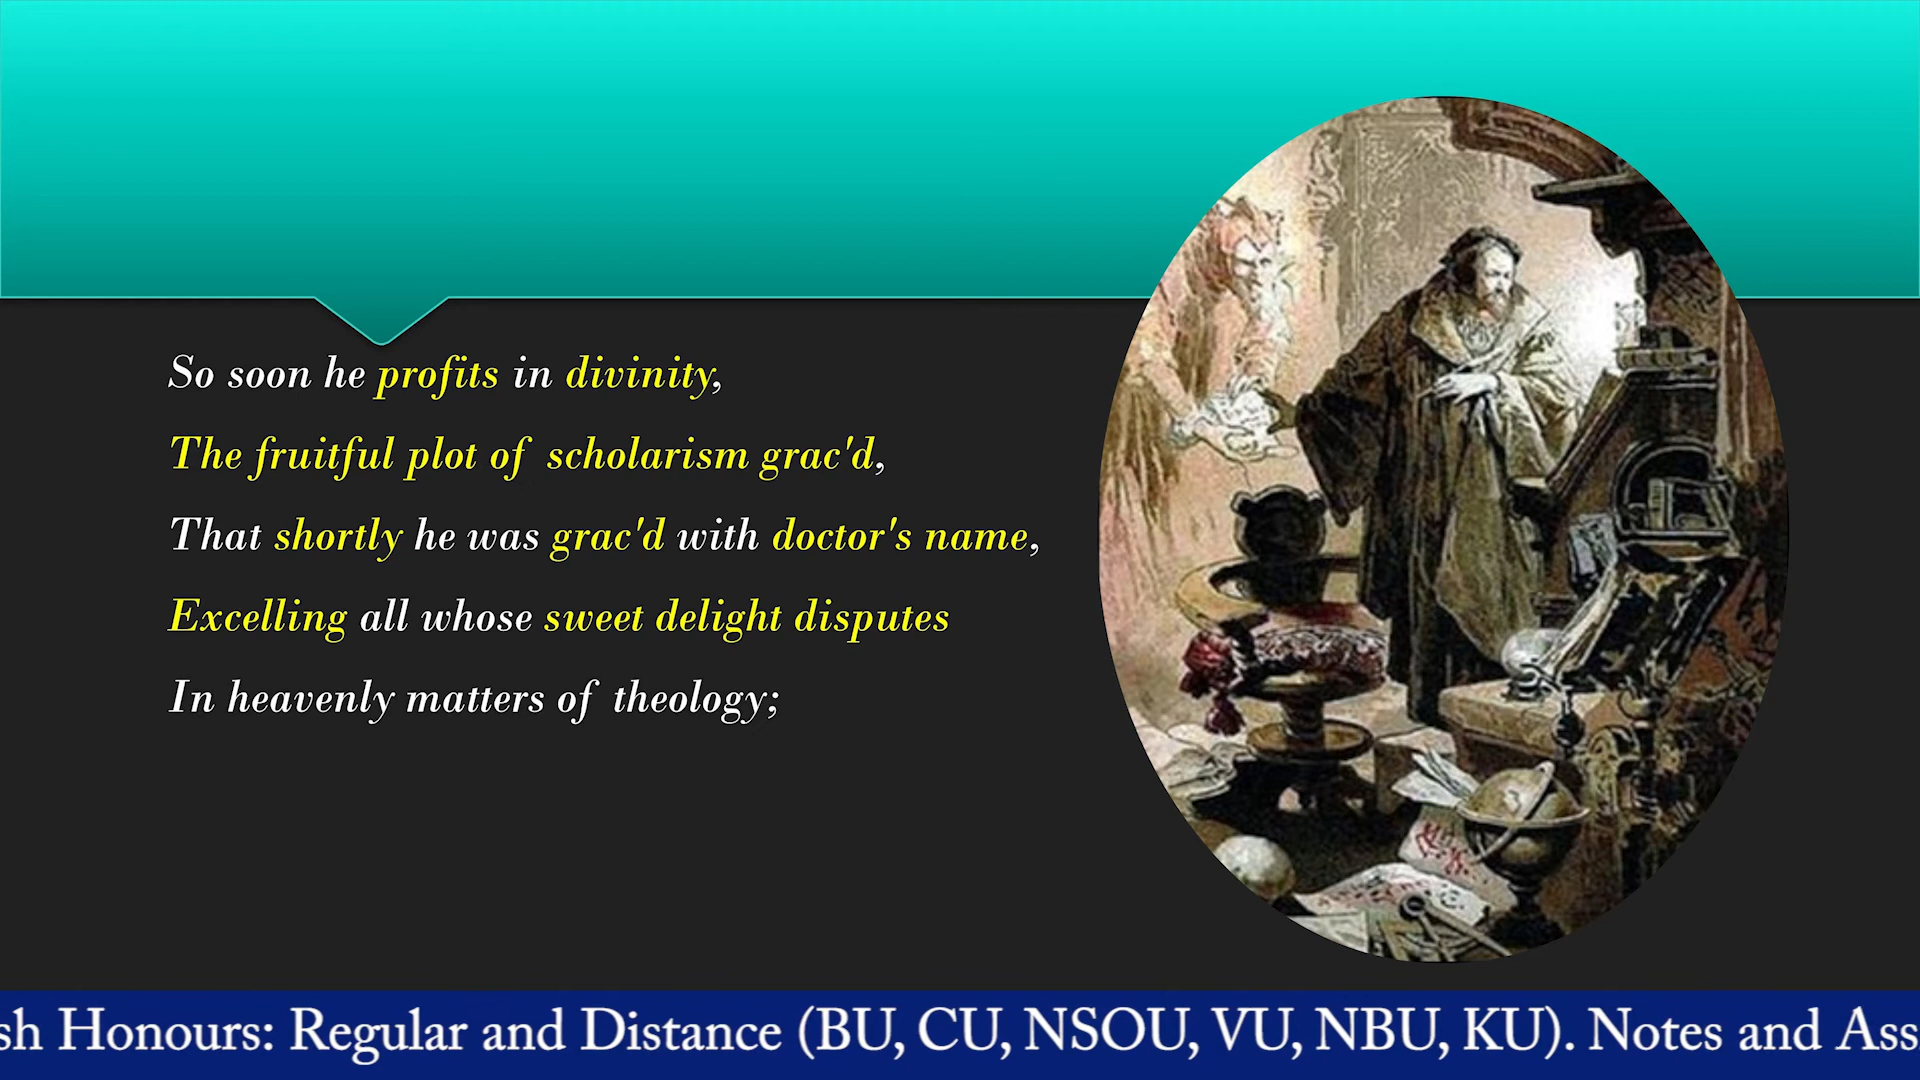 So soon he profits in divinity,
The fruitful plot of scholarism grac'd,
That shortly he was grac'd with doctor's name,
Excelling all whose sweet delight disputes
In heavenly matters of theology;
sh Honours: Regular and Distance (BU, CU, NSOU, VU, NBU, KU). Notes and Ass